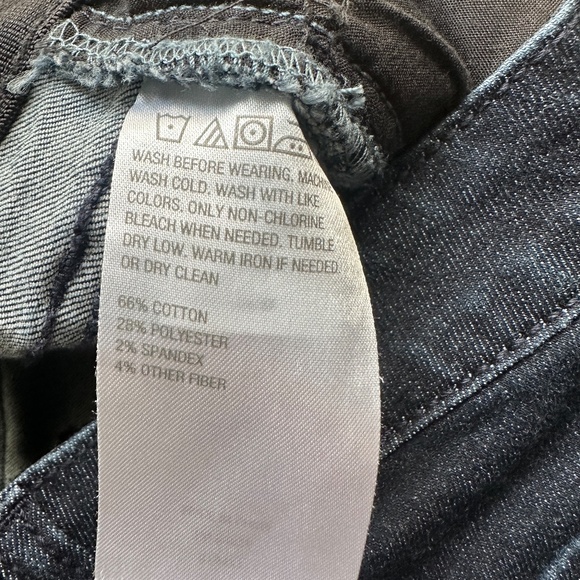 WASH BEFORE WEARING. MACHINE
WASH COLD. WASH WITH LIKE
COLORS. ONLY NON-CHLORINE
BLEACH WHEN NEEDED. TUMBLE
DRY LOW. WARM IRON IF NEEDED
OR DRY CLEAN
66% COTTON
28% POLYESTER
2% SPANDEX
4% OTHER FIBER